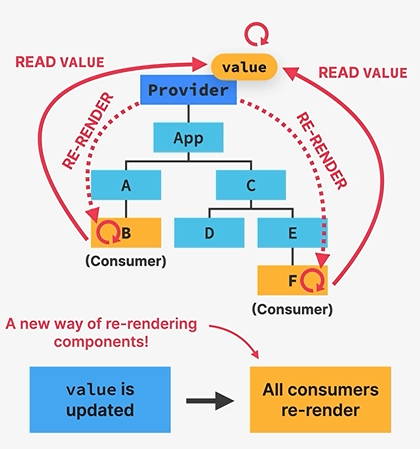 value
READ VALUE
READ VALUE
Provider
RE-RENDER
RE-RENDER
App
A
C
B
D
E
(Consumer)
F
(Consumer)
A new way of re-rendering
components!
value is
updated
All consumers
re-render